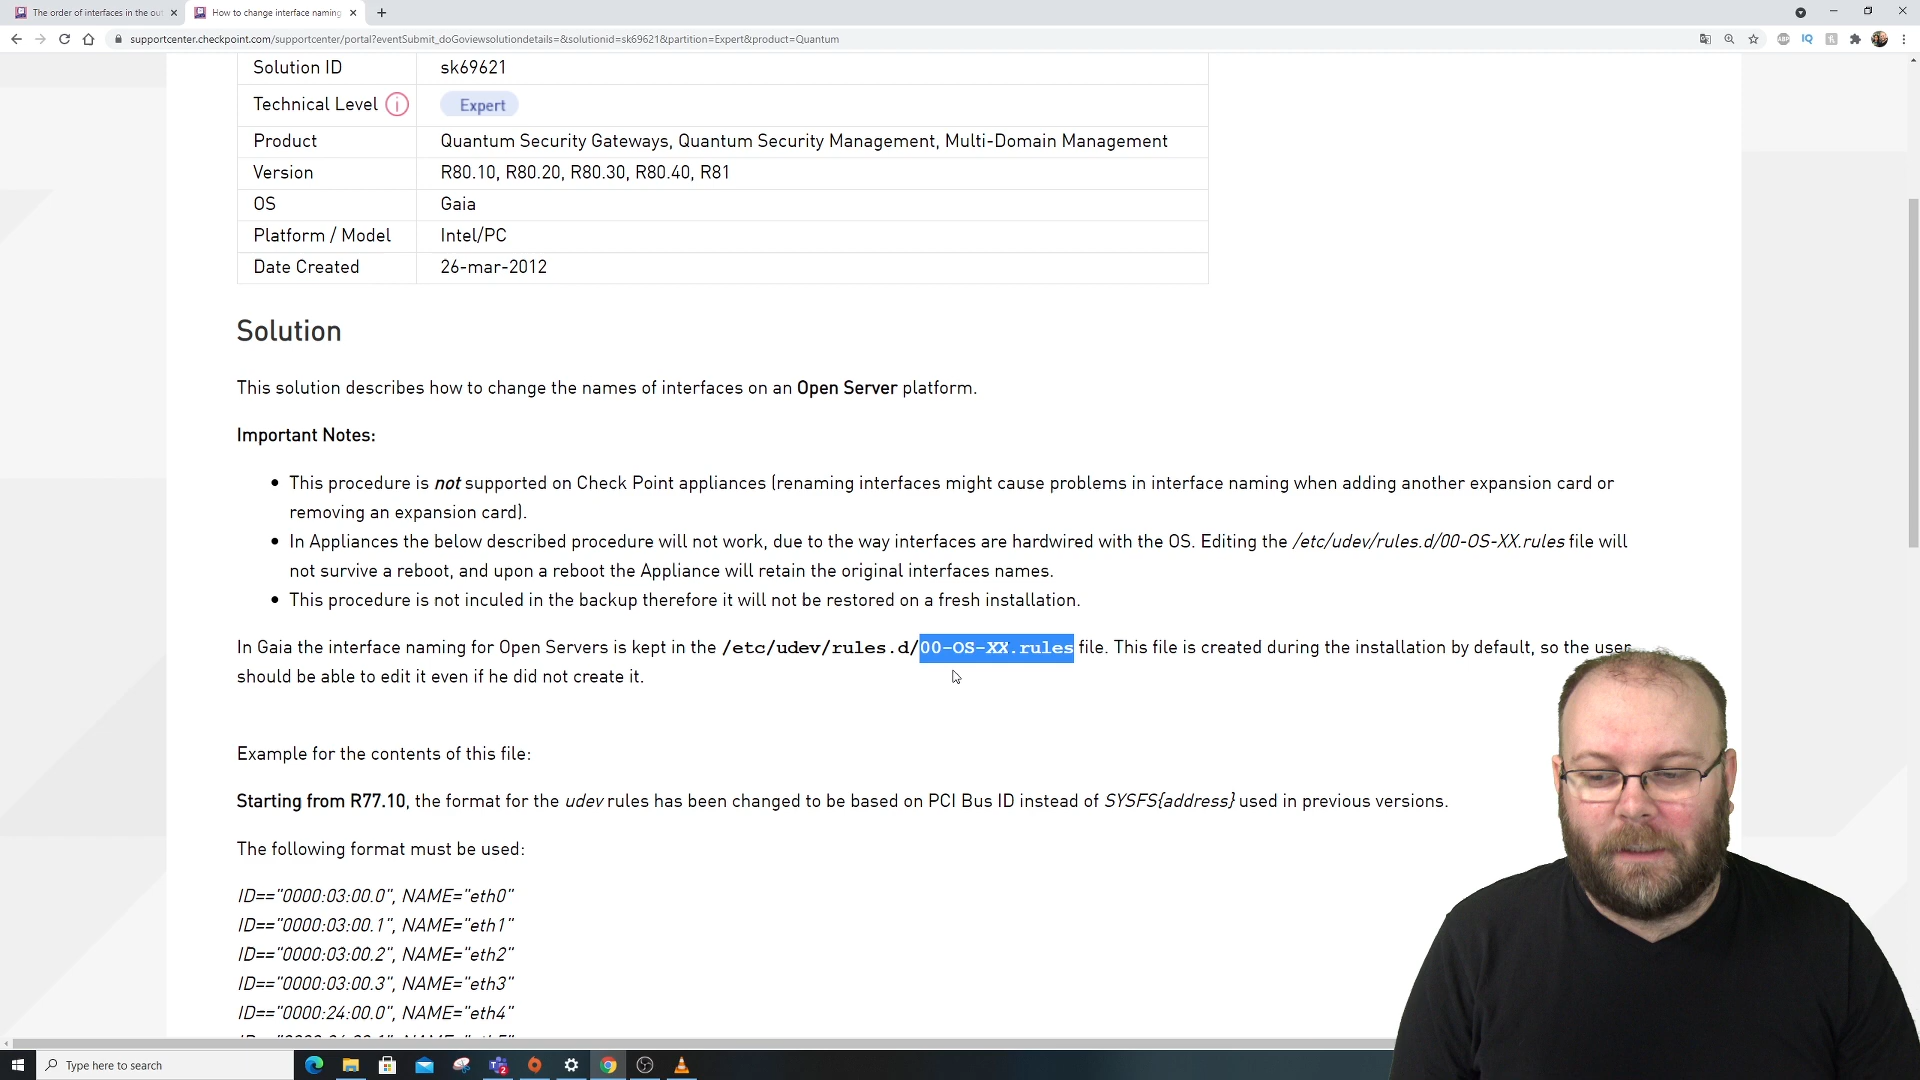 The order of interfaces in the out
How to change interface naming
supportcenter.checkpoint.com/supportcenter/portal?eventSubmit_doGoviewsolutiondetails=&solutionid=sk69621&partition=Expert&product=Quantum
Solution ID sk69621
Technical Level i Expert
Product Quantum Security Gateways, Quantum Security Management, Multi-Domain Management
Version R80.10, R80.20, R80.30, R80.40, R81
OS Gaia
Platform / Model Intel/PC
Date Created 26-mar-2012
Solution
This solution describes how to change the names of interfaces on an Open Server platform.
Important Notes:
• This procedure is not supported on Check Point appliances (renaming interfaces might cause problems in interface naming when adding another expansion card or
removing an expansion card).
• In Appliances the below described procedure will not work, due to the way interfaces are hardwired with the OS. Editing the /etc/udev/rules.d/00-OS-XX.rules file will
not survive a reboot, and upon a reboot the Appliance will retain the original interfaces names.
• This procedure is not inculed in the backup therefore it will not be restored on a fresh installation.
In Gaia the interface naming for Open Servers is kept in the /etc/udev/rules.d/00-OS-XX.rules file. This file is created during the installation by default, so the user
should be able to edit it even if he did not create it.
Example for the contents of this file:
Starting from R77.10, the format for the udev rules has been changed to be based on PCI Bus ID instead of SYSFS{address} used in previous versions.
The following format must be used:
ID=="0000:03:00.0", NAME="eth0"
ID=="0000:03:00.1", NAME="eth1"
ID=="0000:03:00.2", NAME="eth2"
ID=="0000:03:00.3", NAME="eth3"
ID=="0000:24:00.0", NAME="eth4"
Type here to search